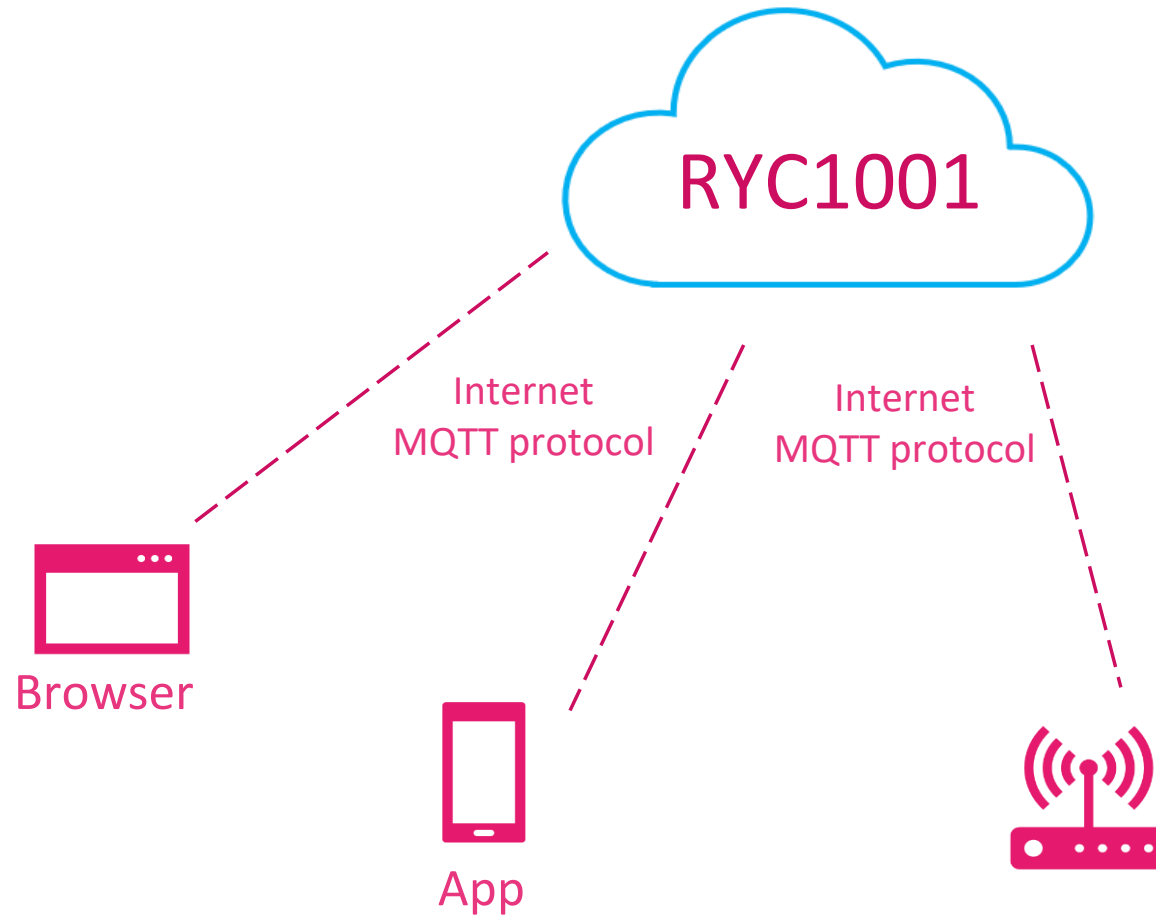 RYC1001
Internet
MQTT protocol
Internet
MQTT protocol
Browser
App